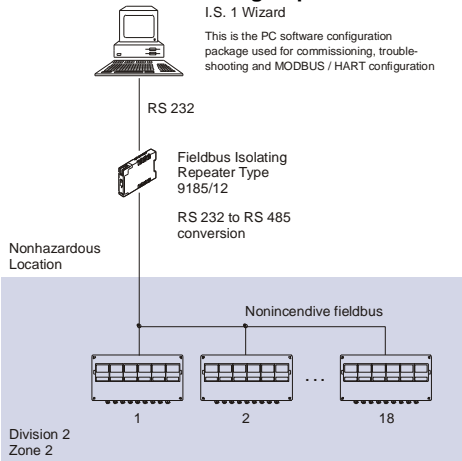 I.S. 1 Wizard
This is the PC software configuration
package used for commissioning, trouble-
shooting and MODBUS / HART configuration
RS 232
Fieldbus Isolating
Repeater Type
9185/12
RS 232 to RS 485
conversion
Nonhazardous
Location
Nonincendive fieldbus
. . .
1
2
18
Division 2
Zone 2